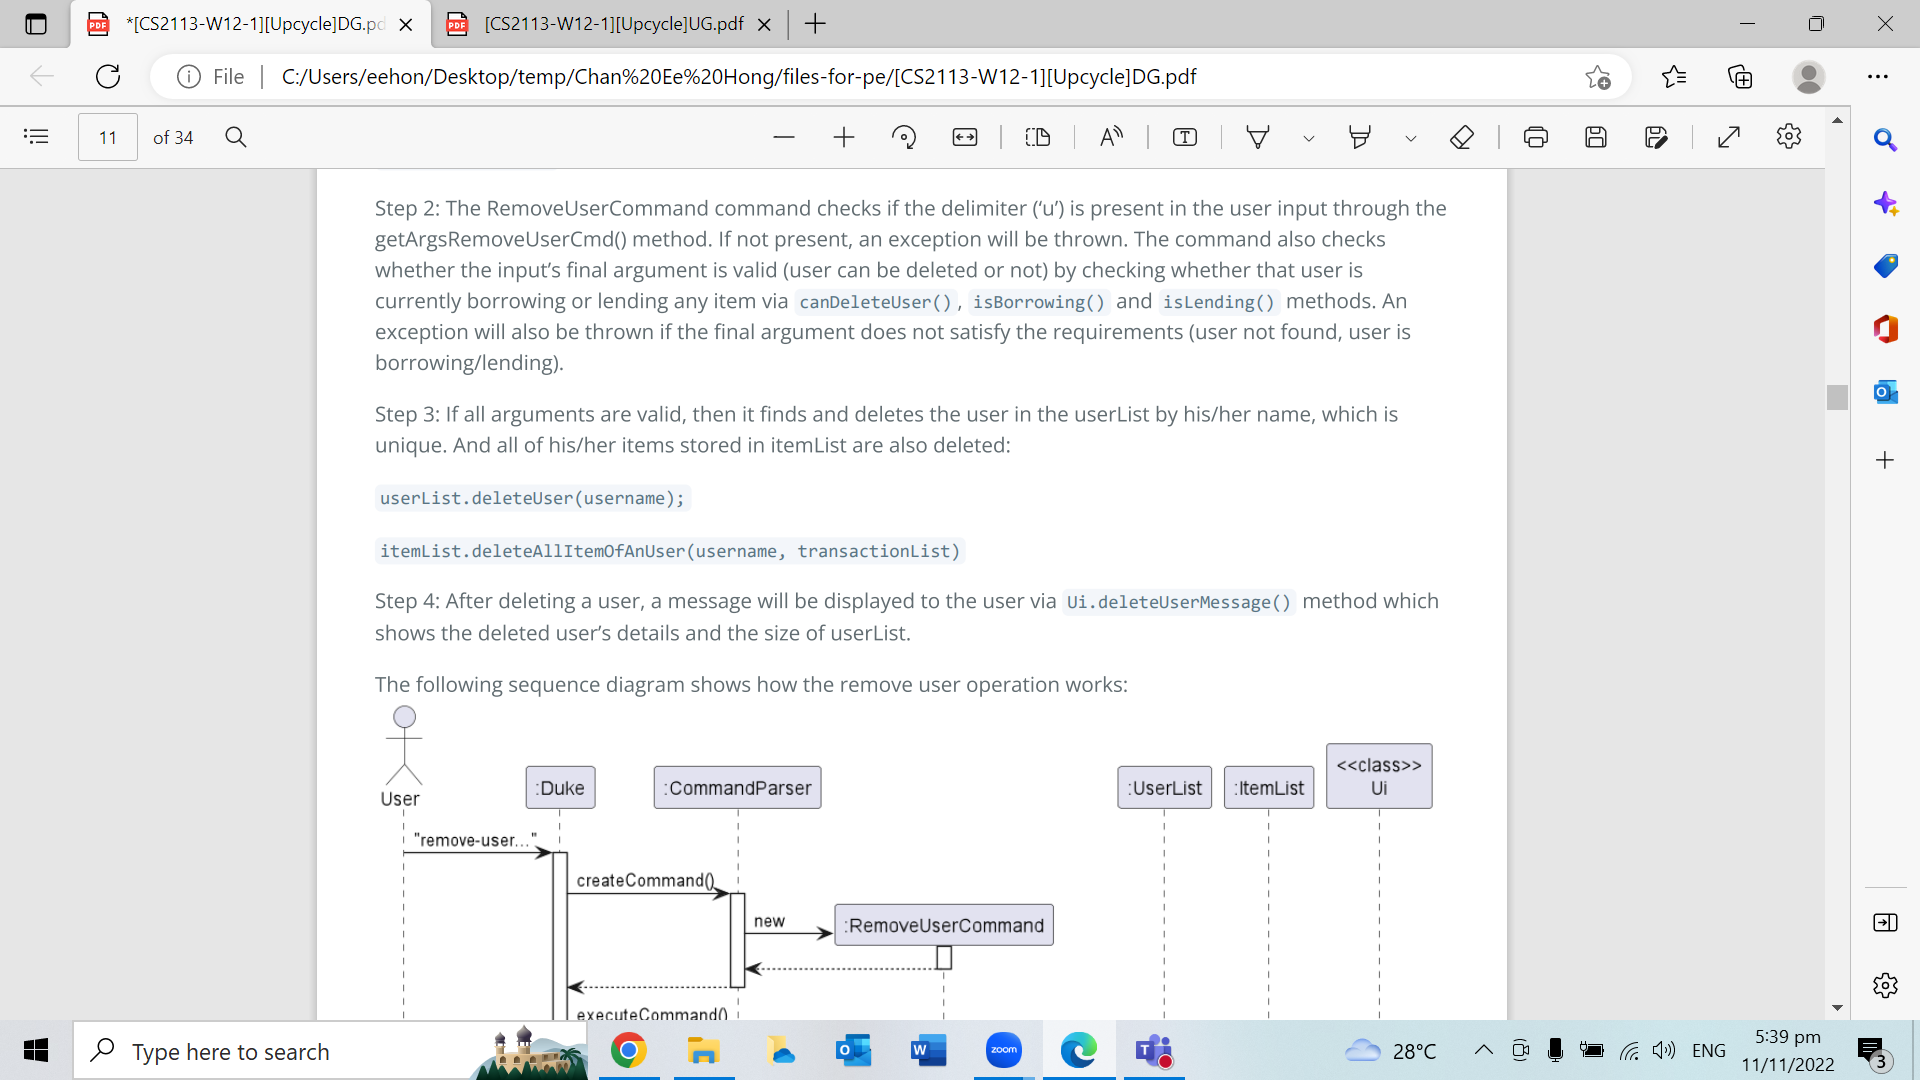 *[CS2113-W12-1][Upcycle]DG.pd
[CS2113-W12-1][Upcycle]UG.pdf
File
C:/Users/eehon/Desktop/temp/Chan%20Ee%20Hong/files-for-pe/[CS2113-W12-1][Upcycle]DG.pdf
11 of 34
Step 2: The RemoveUserCommand command checks if the delimiter (‘u’) is present in the user input through the
getArgsRemoveUserCmd() method. If not present, an exception will be thrown. The command also checks
whether the input’s final argument is valid (user can be deleted or not) by checking whether that user is
currently borrowing or lending any item via canDeleteUser(), isBorrowing() and isLending() methods. An
exception will also be thrown if the final argument does not satisfy the requirements (user not found, user is
borrowing/lending).
Step 3: If all arguments are valid, then it finds and deletes the user in the userList by his/her name, which is
unique. And all of his/her items stored in itemList are also deleted:
userList.deleteUser(username);
itemList.deleteAllItemOfAnUser(username, transactionList)
Step 4: After deleting a user, a message will be displayed to the user via Ui.deleteUserMessage() method which
shows the deleted user’s details and the size of userList.
The following sequence diagram shows how the remove user operation works:
User
:Duke
:CommandParser
:UserList
:ItemList
<<class>>
Ui
"remove-user..."
createCommand()
new
:RemoveUserCommand
executeCommand()
Type here to search
zoom
28°C
ENG
5:39 pm
11/11/2022
3